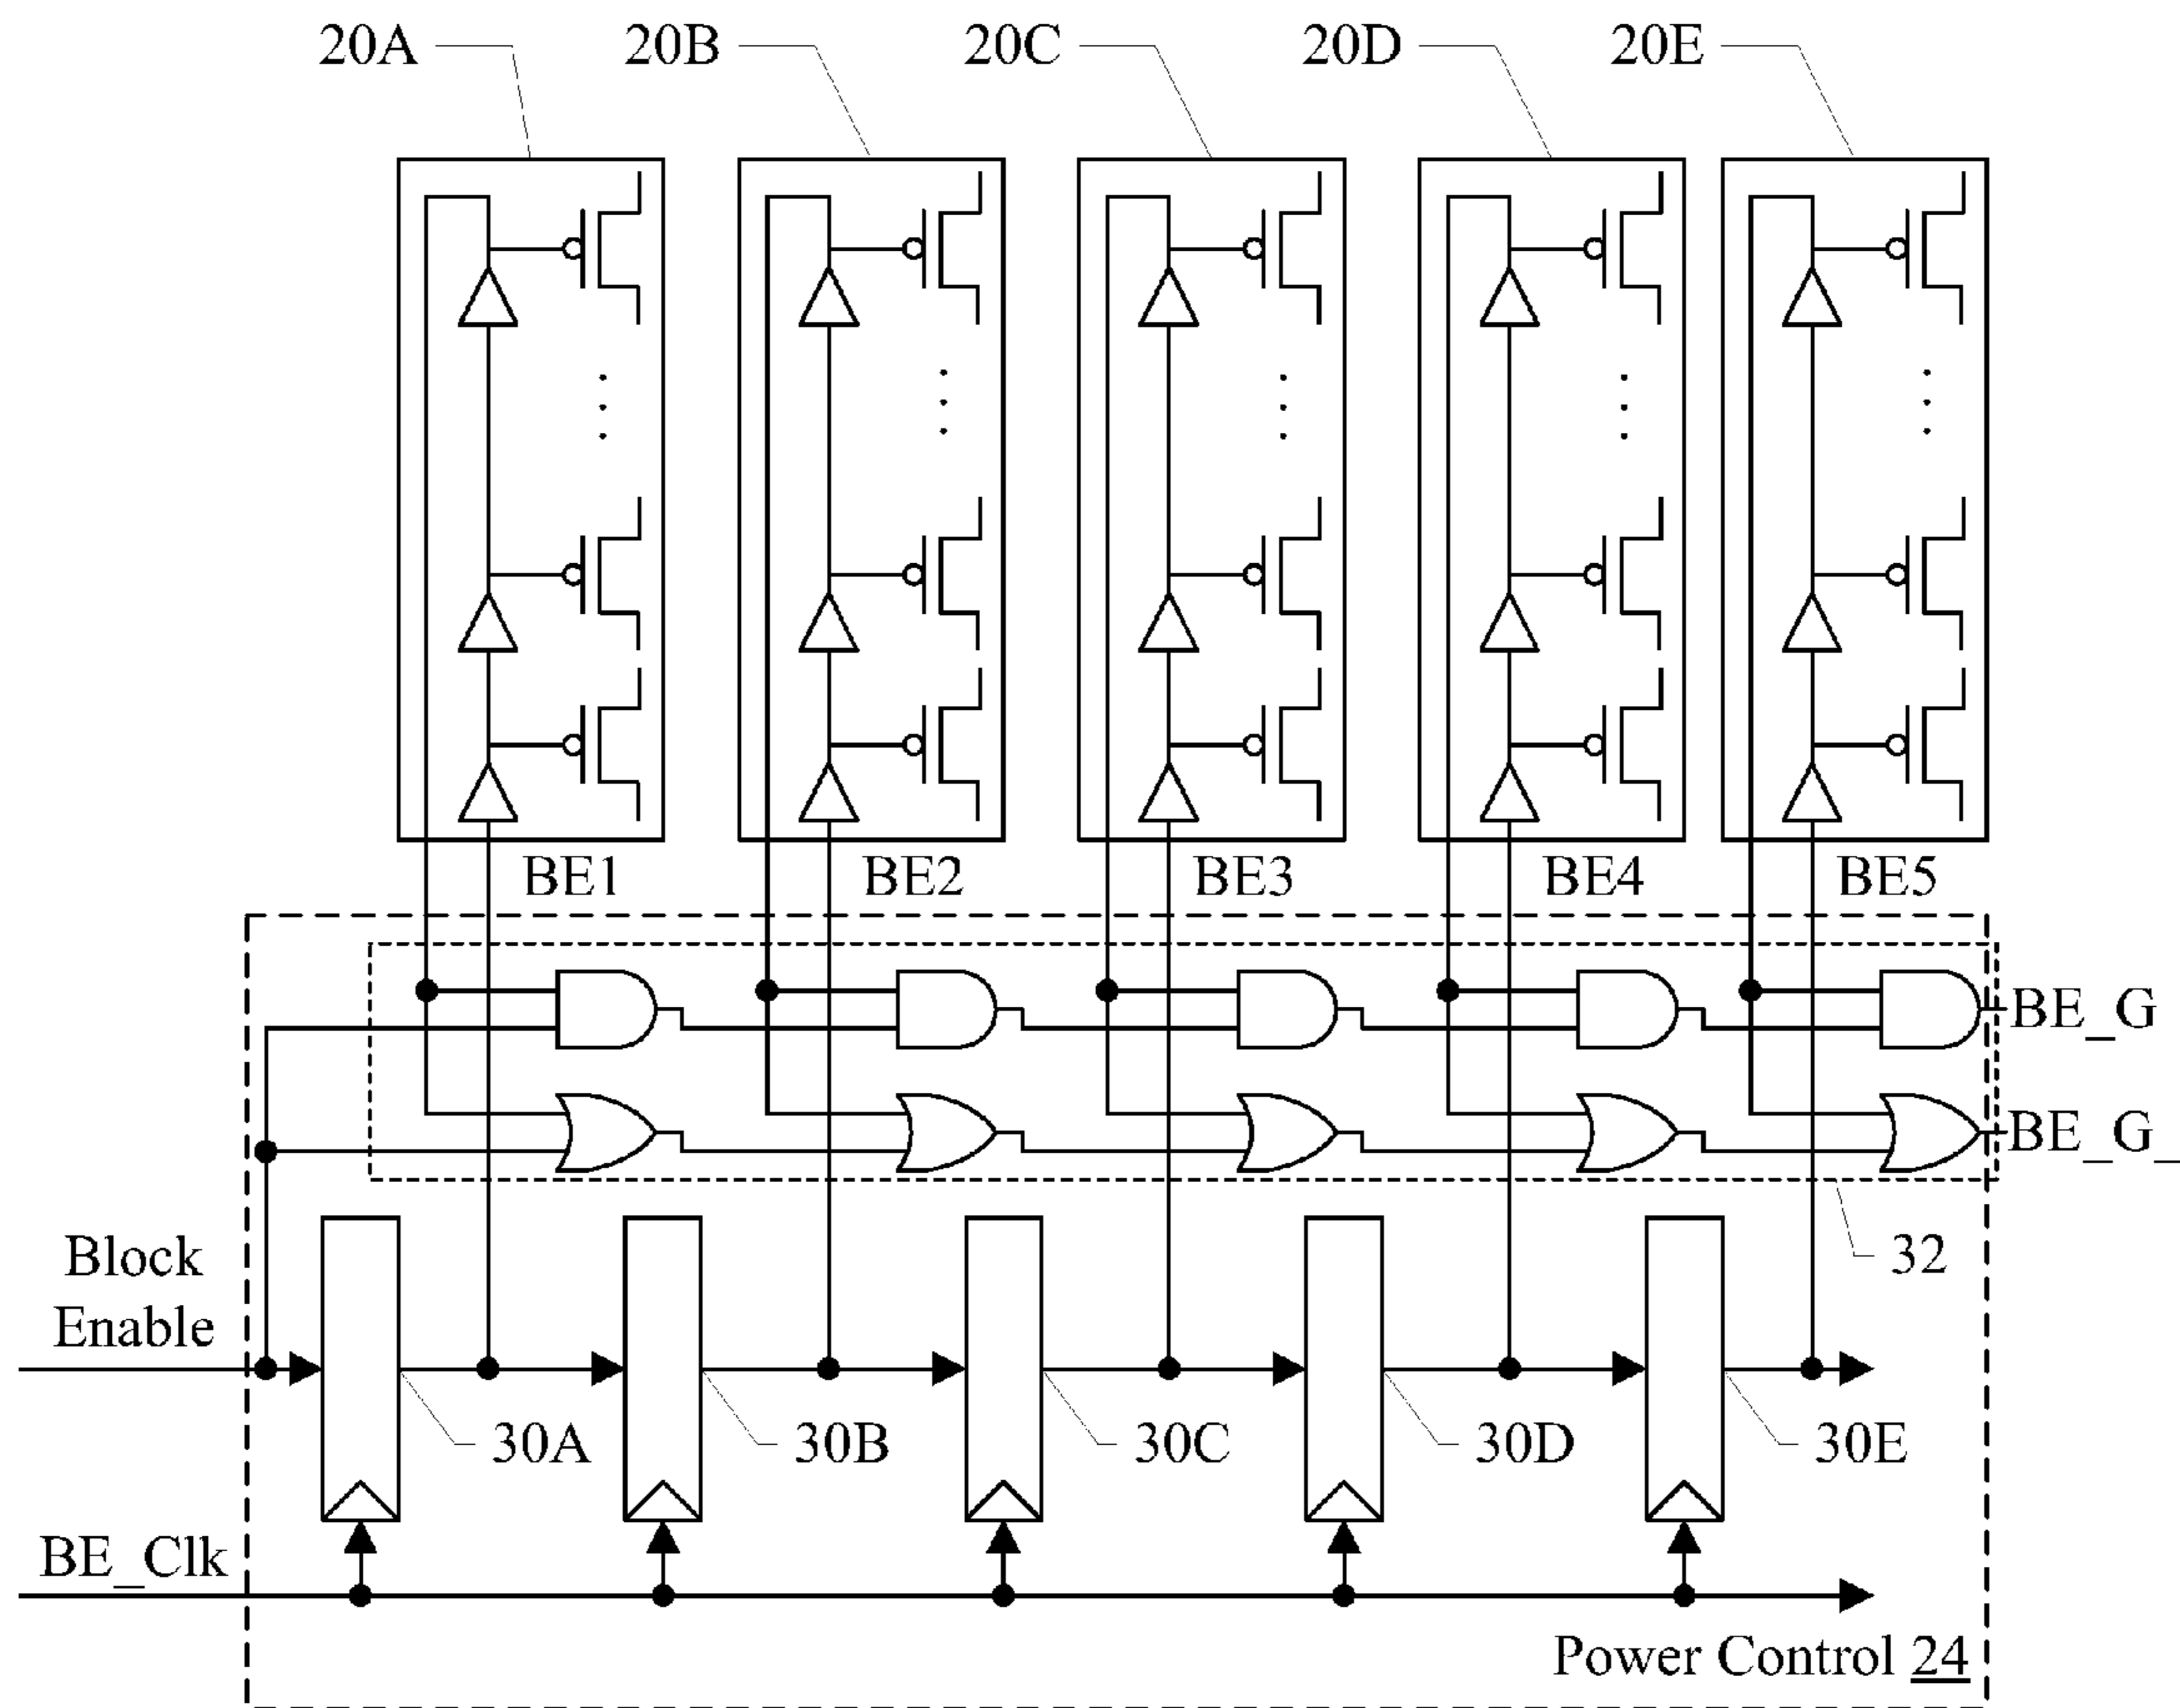 20A 20B 20C 20D 20E
BE1 BE2 BE3 BE4 BE5
BE_G
BE_G_
32
Block
Enable
30A 30B 30C 30D 30E
BE_Clk
Power Control 24